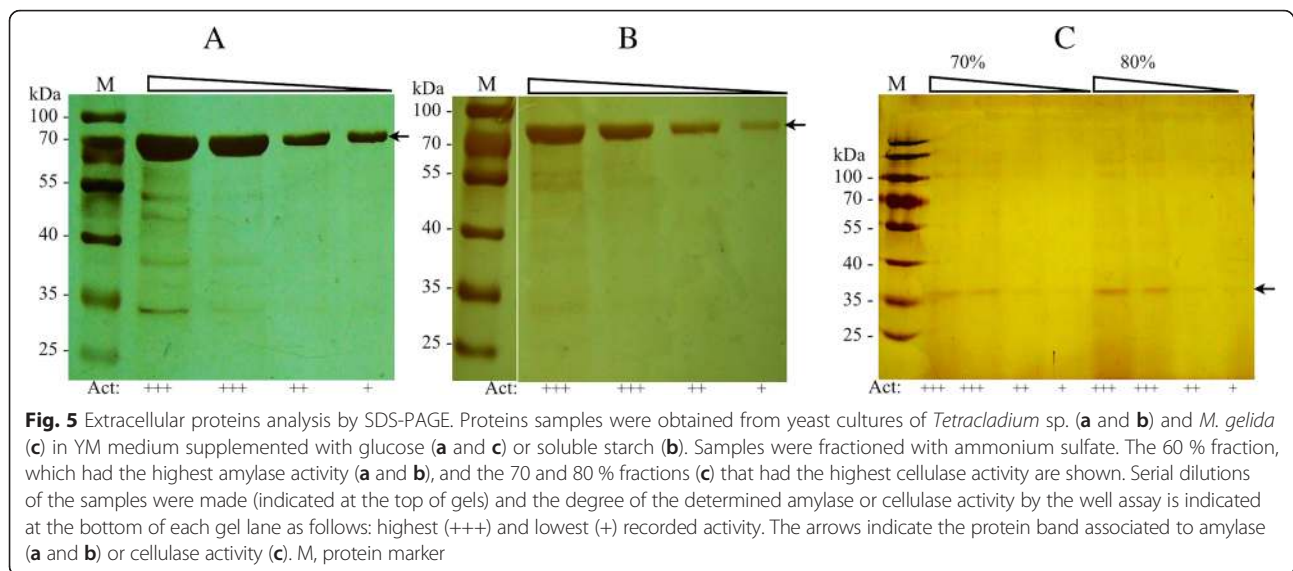 A
B
C
70%
80%
M
M
M
kDa
kDa
kDa
100 -
70 -
55 -
40 -
35 -
25 -
100 -
70 -
55 -
40 -
35 -
25 -
100 -
70 -
55 -
40 -
35 -
25 -
Act: +++ +++ ++ +
Act: +++ +++ ++ +
Act: +++ +++ ++ + +++ +++ ++ +
Fig. 5 Extracellular proteins analysis by SDS-PAGE. Proteins samples were obtained from yeast cultures of Tetracladium sp. (a and b) and M. gelida
(c) in YM medium supplemented with glucose (a and c) or soluble starch (b). Samples were fractioned with ammonium sulfate. The 60 % fraction,
which had the highest amylase activity (a and b), and the 70 and 80 % fractions (c) that had the highest cellulase activity are shown. Serial dilutions
of the samples were made (indicated at the top of gels) and the degree of the determined amylase or cellulase activity by the well assay is indicated
at the bottom of each gel lane as follows: highest (+++) and lowest (+) recorded activity. The arrows indicate the protein band associated to amylase
(a and b) or cellulase activity (c). M, protein marker